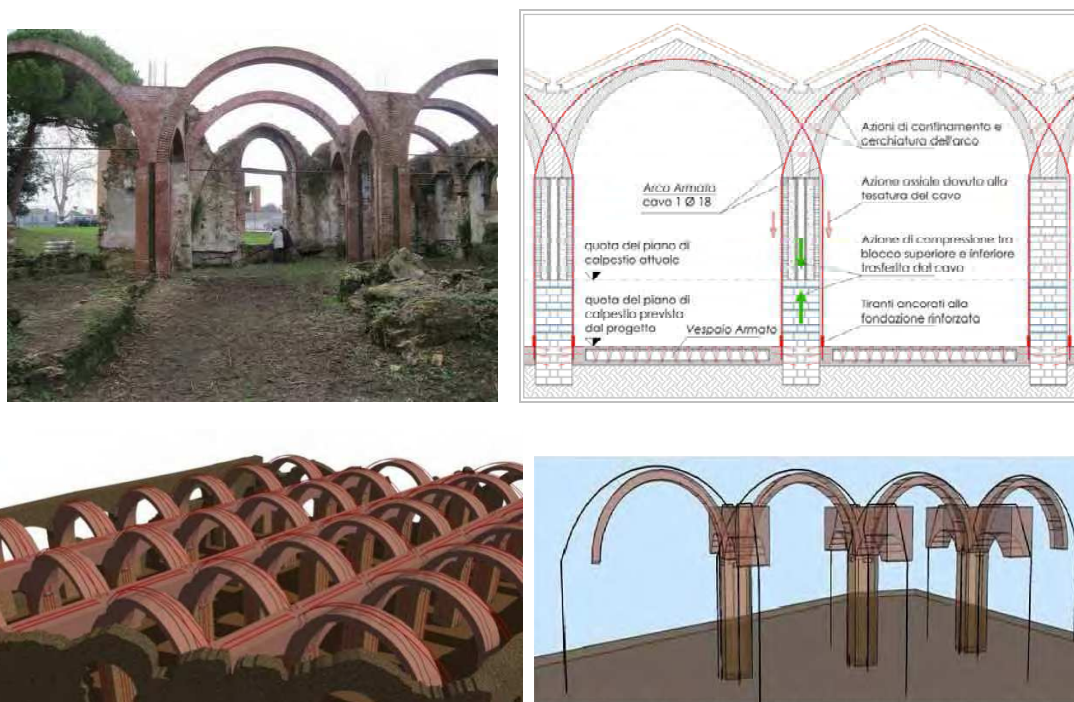 Azioni di confinamento e
cerchiatura dell'arco
Arco Armato
cavo 1 Ø 18
Azione assiale dovuta alla
tesatura del cavo
quota del piano di
calpestio attuale
Azione di compressione tra
blocco superiore e inferiore
trasferita dal cavo
quota del piano di
calpestio prevista
dal progetto
Vespaio Armato
Tiranti ancorati alla
fondazione rinforzata